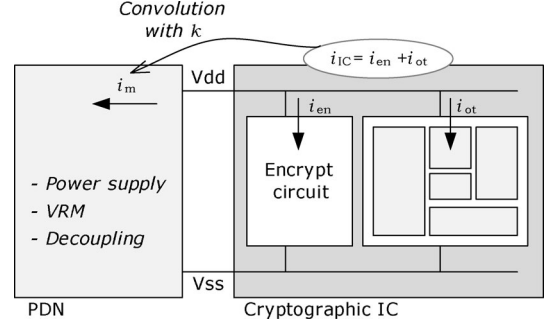 Convolution
with k
i_IC = i_en + i_ot
Vdd
i_m
i_en
i_ot
Encrypt
circuit
- Power supply
- VRM
- Decoupling
Vss
PDN
Cryptographic IC